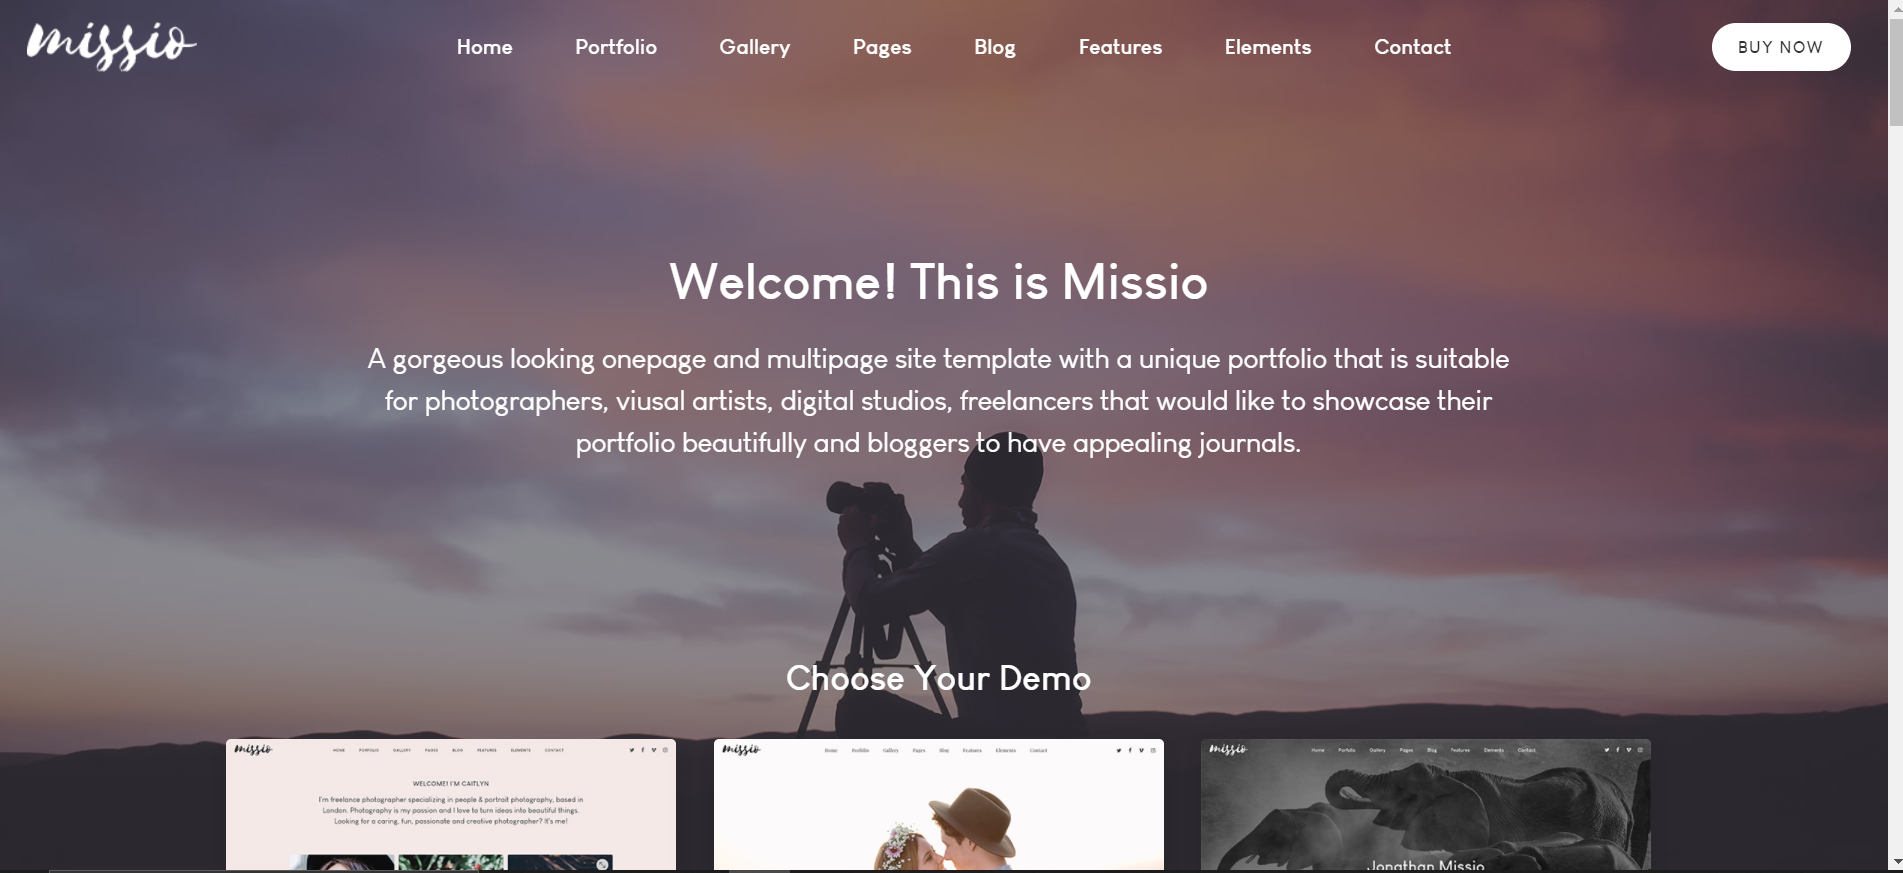 missio
Home Portfolio Gallery Pages Blog Features Elements Contact
BUY NOW
Welcome! This is Missio
A gorgeous looking onepage and multipage site template with a unique portfolio that is suitable
for photographers, viusal artists, digital studios, freelancers that would like to showcase their
portfolio beautifully and bloggers to have appealing journals.
Choose Your Demo
missio
HOME PORTFOLIO GALLERY PAGES BLOG FEATURES ELEMENTS CONTACT
WELCOME! I'M CAITLYN
I'm freelance photographer specializing in people & portrait photography, based in
London. Photography is my passion and I love to turn ideas into beautiful things.
Looking for a caring, fun, passionate and creative photographer? It's me!
missio
Home Portfolio Gallery Pages Blog Features Elements Contact
missio
Home Portfolio Gallery Pages Blog Features Elements Contact
Jonathan Missio